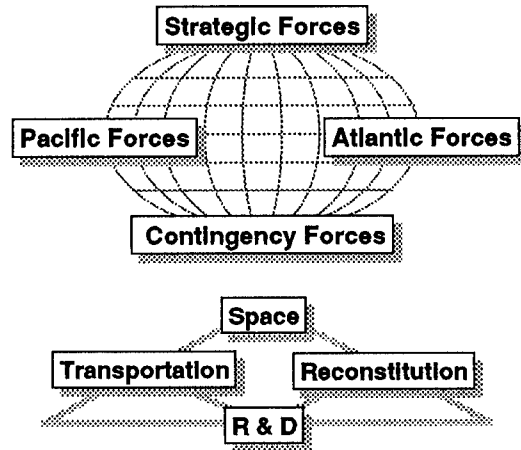 Strategic Forces
Pacific Forces
Atlantic Forces
Contingency Forces
Space
Transportation
Reconstitution
R & D